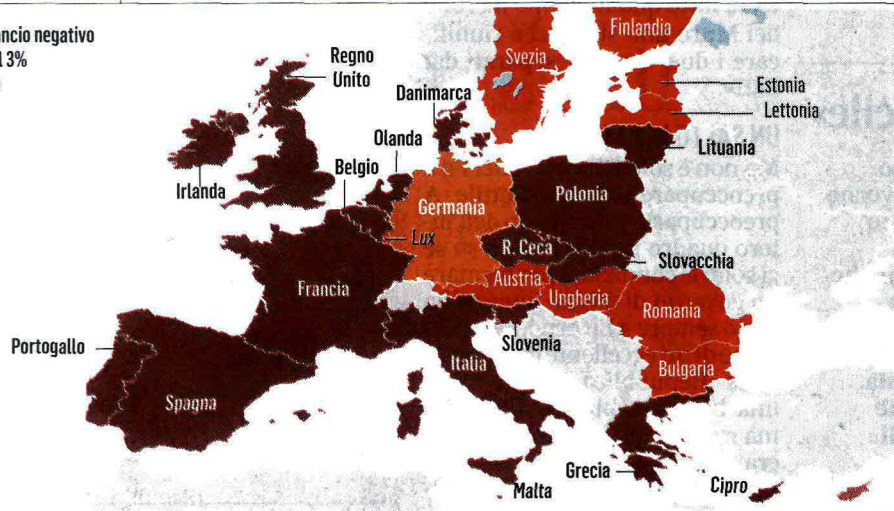 ncio negativo
l 3%
Regno
Unito
Finlandia
Svezia
Danimarca
Estonia
Lettonia
Olanda
Lituania
Belgio
Irlanda
Germania
Polonia
Lux
R. Ceca
Slovacchia
Francia
Austria
Ungheria
Romania
Portogallo
Slovenia
Italia
Bulgaria
Spagna
Grecia
Malta
Cipro